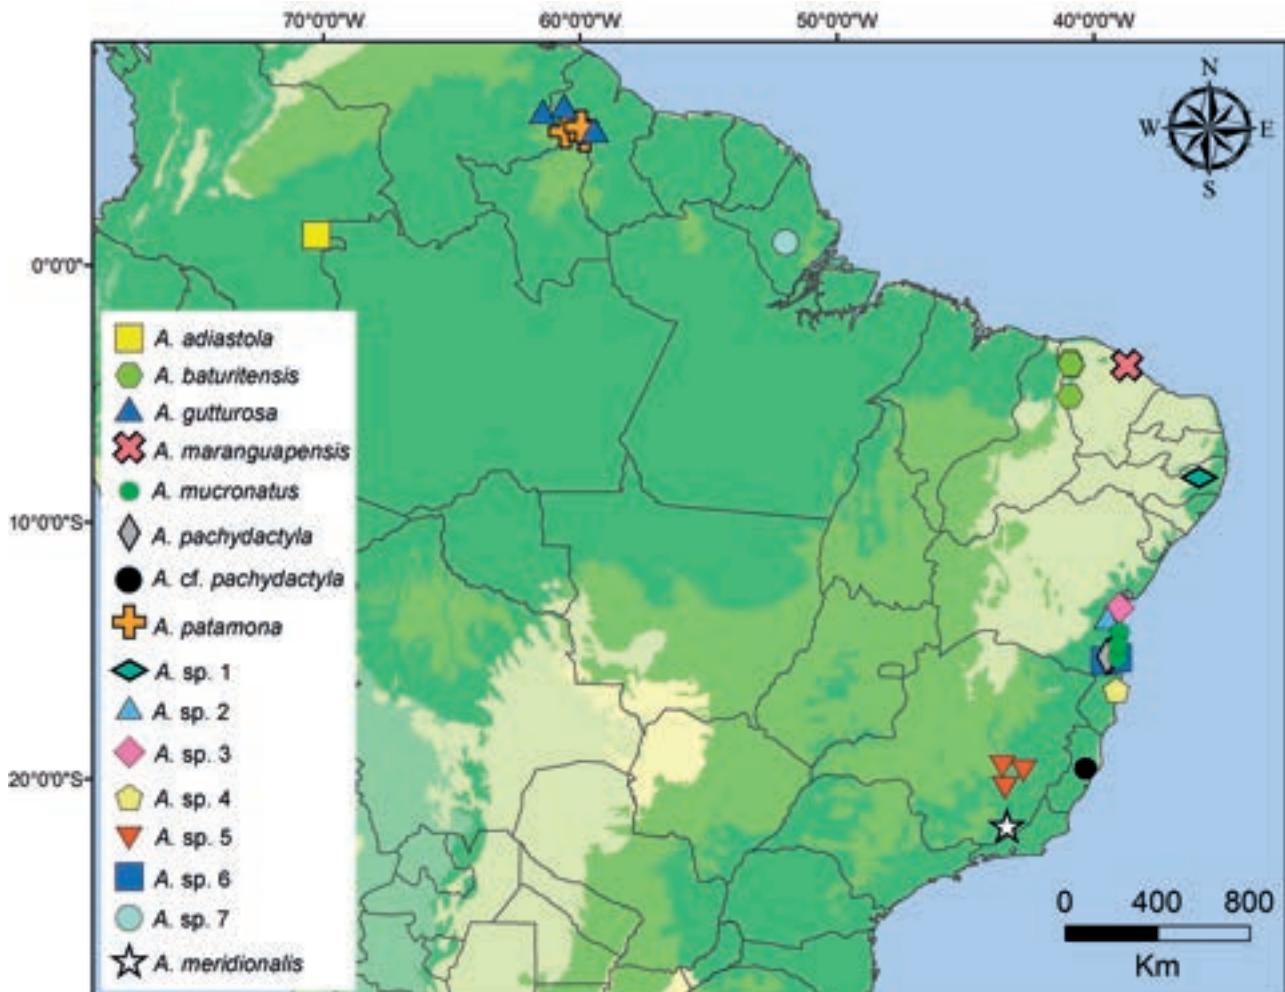 70°0'0"W 60°0'0"W 50°0'0"W 40°0'0"W
N
W E
S
0°0'0"
A. adiastola
A. baturitensis
A. gutturosa
A. maranguapensis
A. mucronatus
A. pachydactyla
A. cf. pachydactyla
A. patamona
A. sp. 1
A. sp. 2
A. sp. 3
A. sp. 4
A. sp. 5
A. sp. 6
A. sp. 7
A. meridionalis
10°0'0"S
20°0'0"S
0 400 800
Km